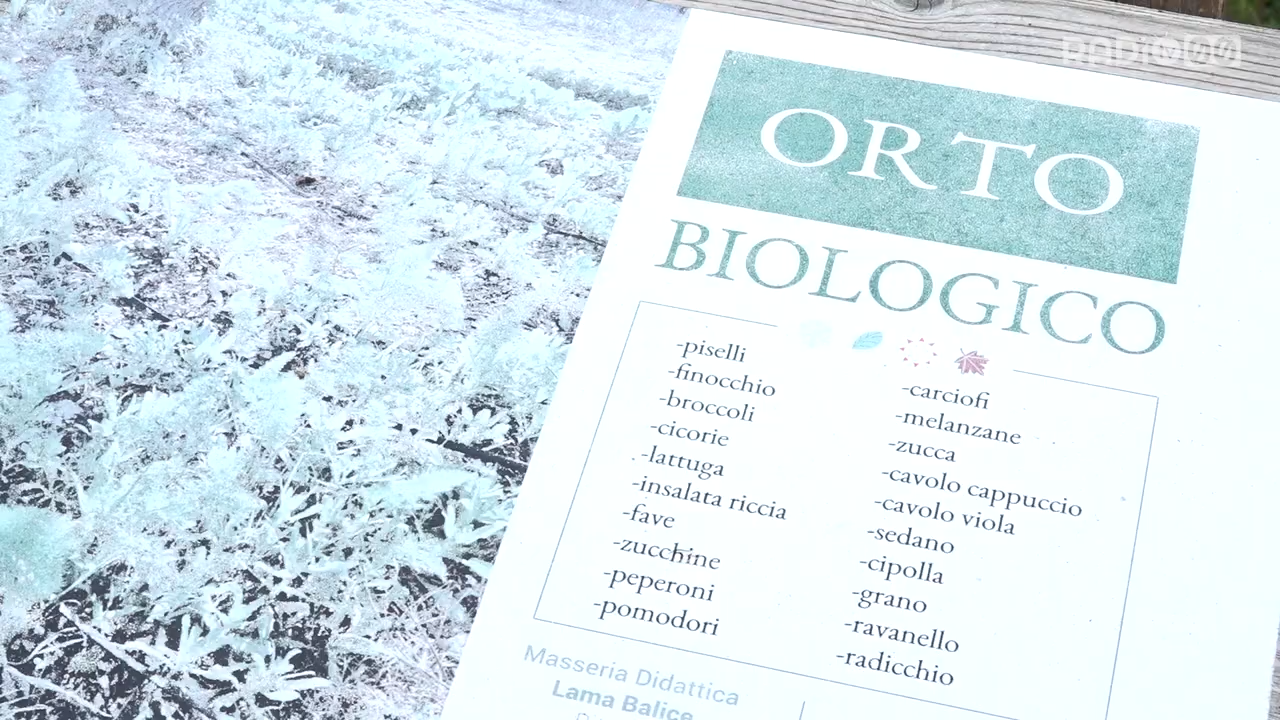 RADIO
ORTO
BIOLOGICO
-piselli
-finocchio
-broccoli
-cicorie
-lattuga
-insalata riccia
-fave
-zucchine
-peperoni
-pomodori
-carciofi
-melanzane
-zucca
-cavolo cappuccio
-cavolo viola
-sedano
-cipolla
-grano
-ravanello
-radicchio
Masseria Didattica
Lama Balice